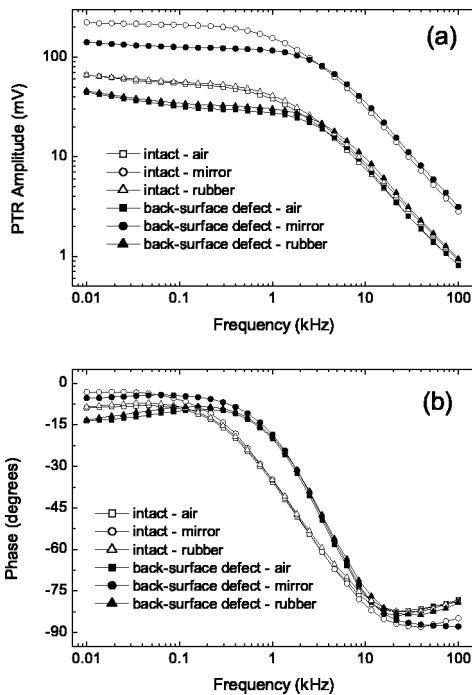 (a)
100
10
1
PTR Amplitude (mV)
intact - air
intact - mirror
intact - rubber
back-surface defect - air
back-surface defect - mirror
back-surface defect - rubber
0.01 0.1 1 10 100
Frequency (kHz)
(b)
0
-15
-30
-45
-60
-75
-90
Phase (degrees)
intact - air
intact - mirror
intact - rubber
back-surface defect - air
back-surface defect - mirror
back-surface defect - rubber
0.01 0.1 1 10 100
Frequency (kHz)